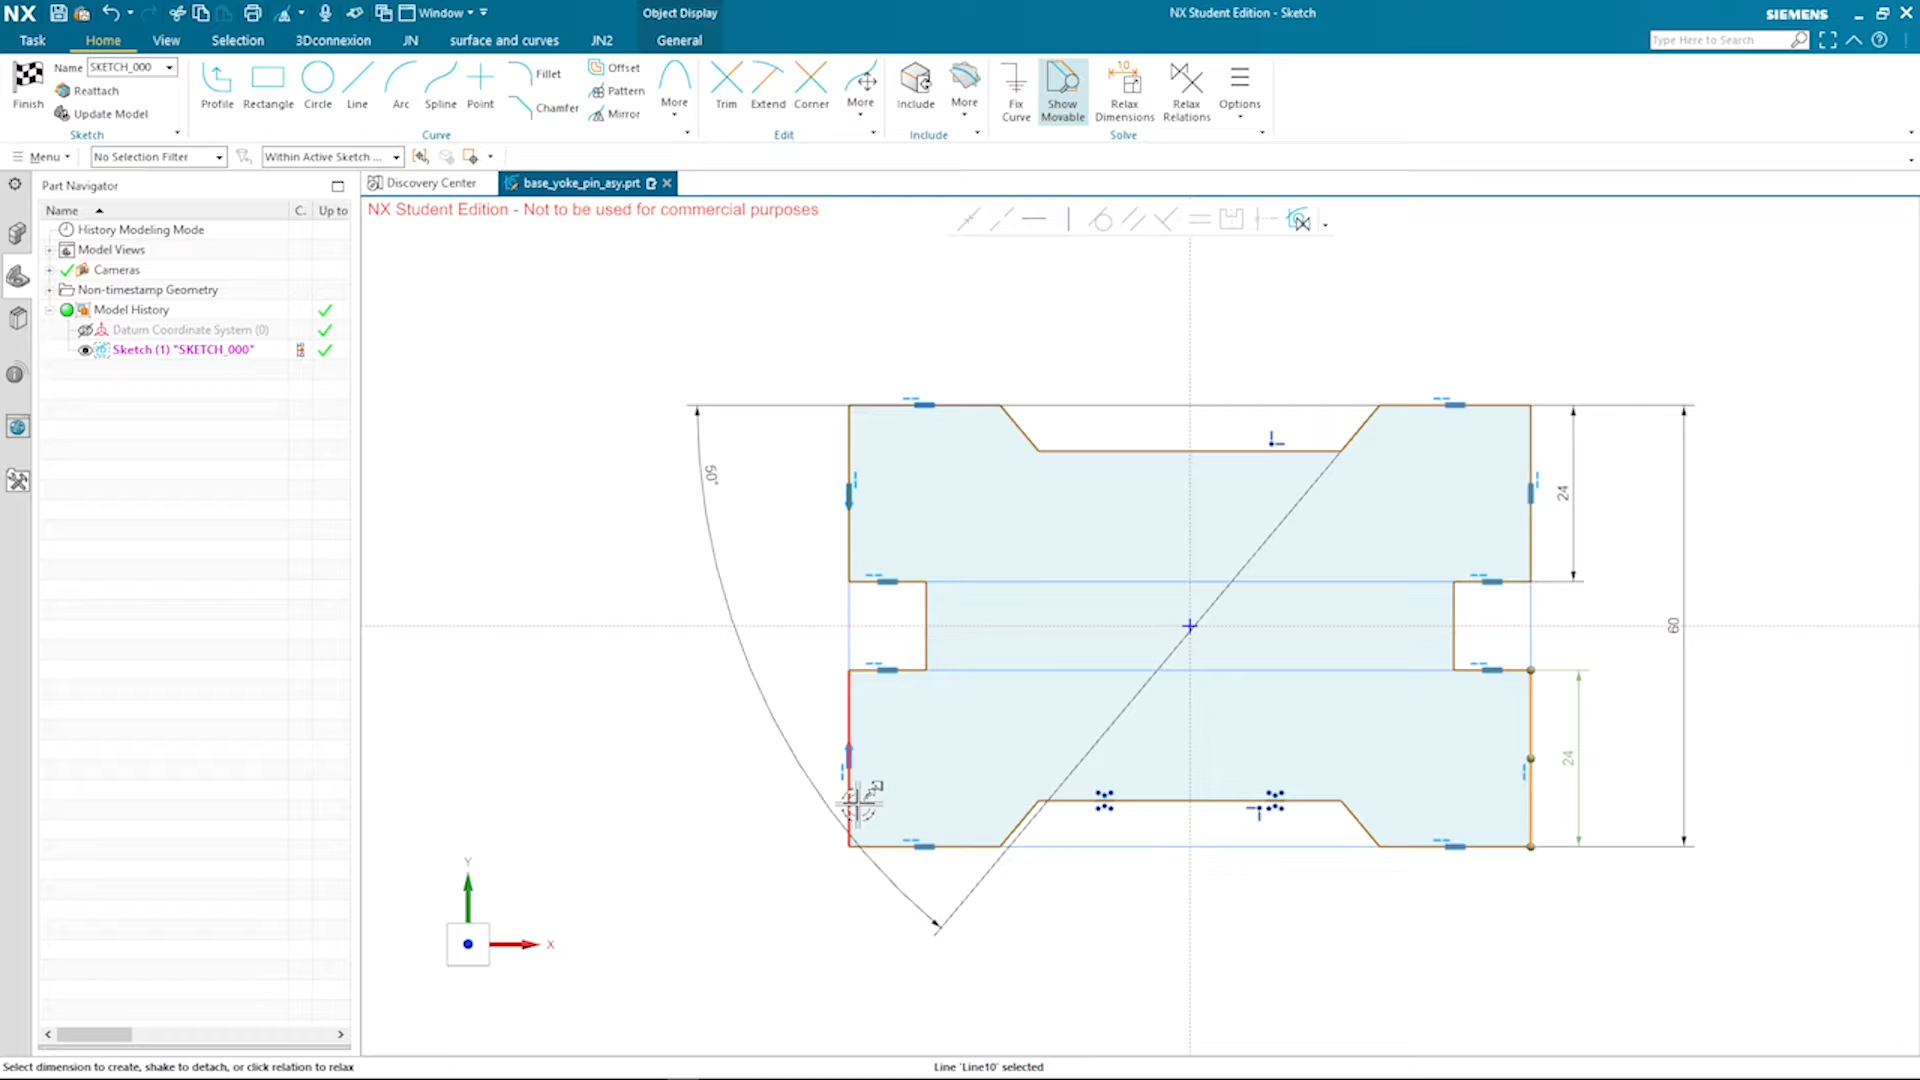 NX
Window
Object Display
NX Student Edition - Sketch
SIEMENS
Task
Home
View
Selection
3Dconnexion
JN
surface and curves
JN2
General
Type Here to Search
Finish
Name
SKETCH_000
Reattach
Update Model
Sketch
Profile
Rectangle
Circle
Line
Arc
Spline
Point
Fillet
Chamfer
Offset
Pattern
Mirror
More
Curve
Trim
Extend
Corner
More
Edit
Include
More
Include
Fix Curve
Show Movable
10
Relax Dimensions
Relax Relations
Options
Solve
Menu
No Selection Filter
Within Active Sketch ...
Part Navigator
Discovery Center
base_yoke_pin_asy.prt
Name
C.
Up to
NX Student Edition - Not to be used for commercial purposes
History Modeling Mode
Model Views
Cameras
Non-timestamp Geometry
Model History
Datum Coordinate System (0)
Sketch (1) "SKETCH_000"
50°
24
60
24
Y
X
Select dimension to create, shake to detach, or click relation to relax
Line 'Line10' selected